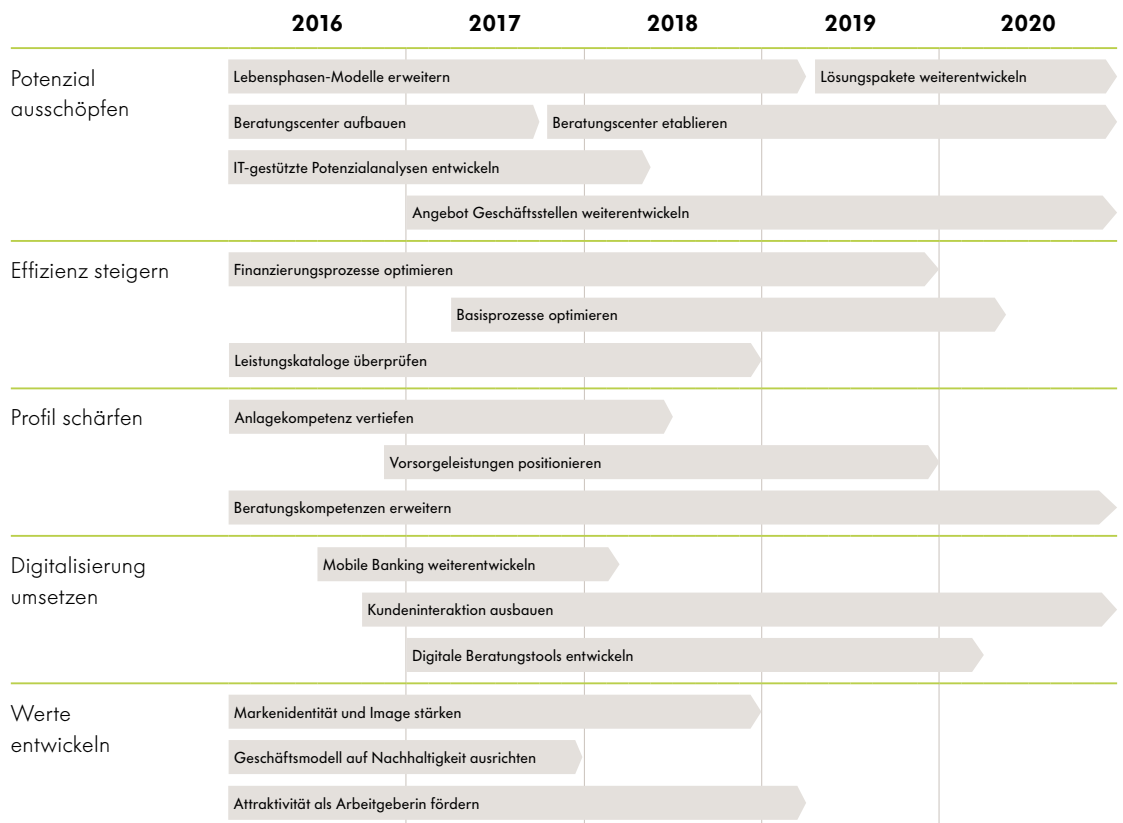 2016 2017 2018 2019 2020
Potenzial
ausschöpfen
Lebensphasen-Modelle erweitern
Lösungspakete weiterentwickeln
Beratungscenter aufbauen
Beratungscenter etablieren
IT-gestützte Potenzialanalysen entwickeln
Angebot Geschäftsstellen weiterentwickeln
Effizienz steigern
Finanzierungsprozesse optimieren
Basisprozesse optimieren
Leistungskataloge überprüfen
Profil schärfen
Anlagekompetenz vertiefen
Vorsorgeleistungen positionieren
Beratungskompetenzen erweitern
Digitalisierung
umsetzen
Mobile Banking weiterentwickeln
Kundeninteraktion ausbauen
Digitale Beratungstools entwickeln
Werte
entwickeln
Markenidentität und Image stärken
Geschäftsmodell auf Nachhaltigkeit ausrichten
Attraktivität als Arbeitgeberin fördern